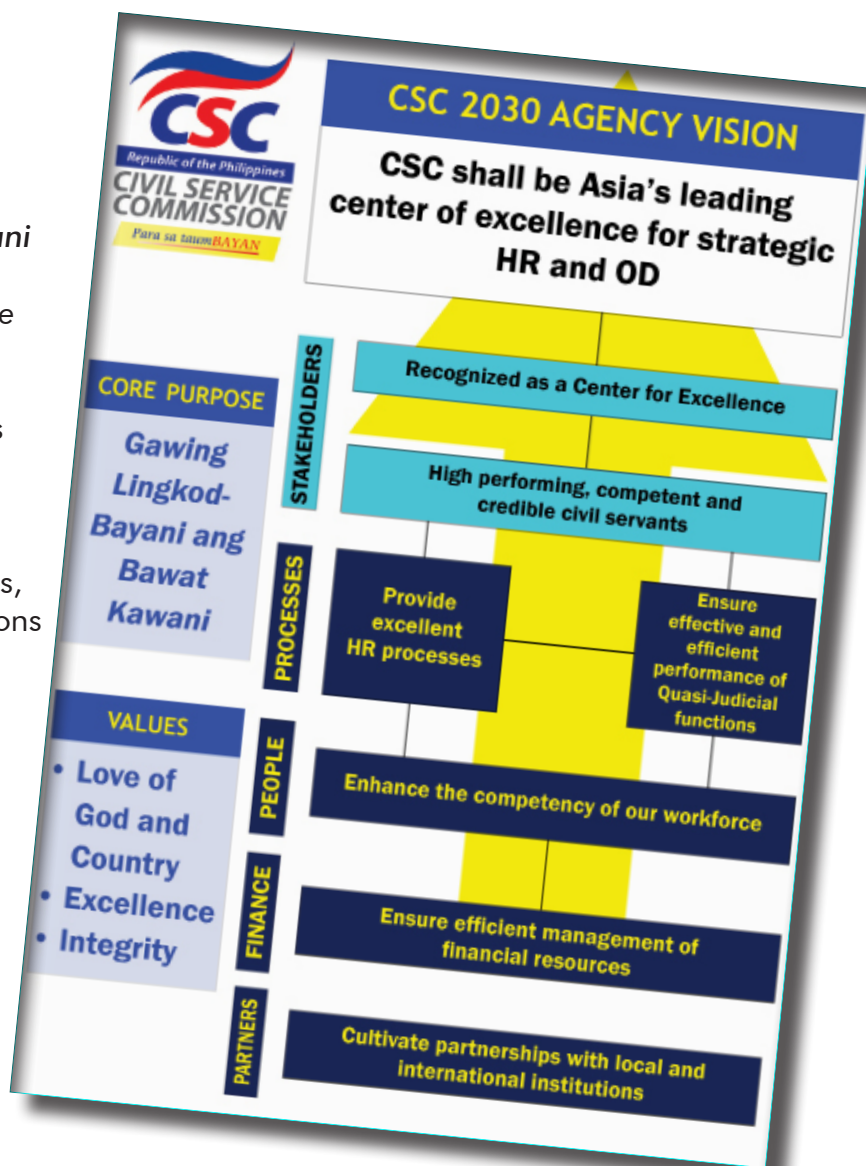 CSC
Republic of the Philippines
CIVIL SERVICE
COMMISSION
Para sa taumBAYAN
CSC 2030 AGENCY VISION
CSC shall be Asia's leading
center of excellence for strategic
HR and OD
CORE PURPOSE
Gawing
Lingkod-
Bayani ang
Bawat
Kawani
VALUES
• Love of
God and
Country
• Excellence
• Integrity
STAKEHOLDERS
Recognized as a Center for Excellence
High performing, competent and
credible civil servants
PROCESSES
Provide
excellent
HR processes
Ensure
effective and
efficient
performance of
Quasi-Judicial
functions
PEOPLE
Enhance the competency of our workforce
FINANCE
Ensure efficient management of
financial resources
PARTNERS
Cultivate partnerships with local and
international institutions